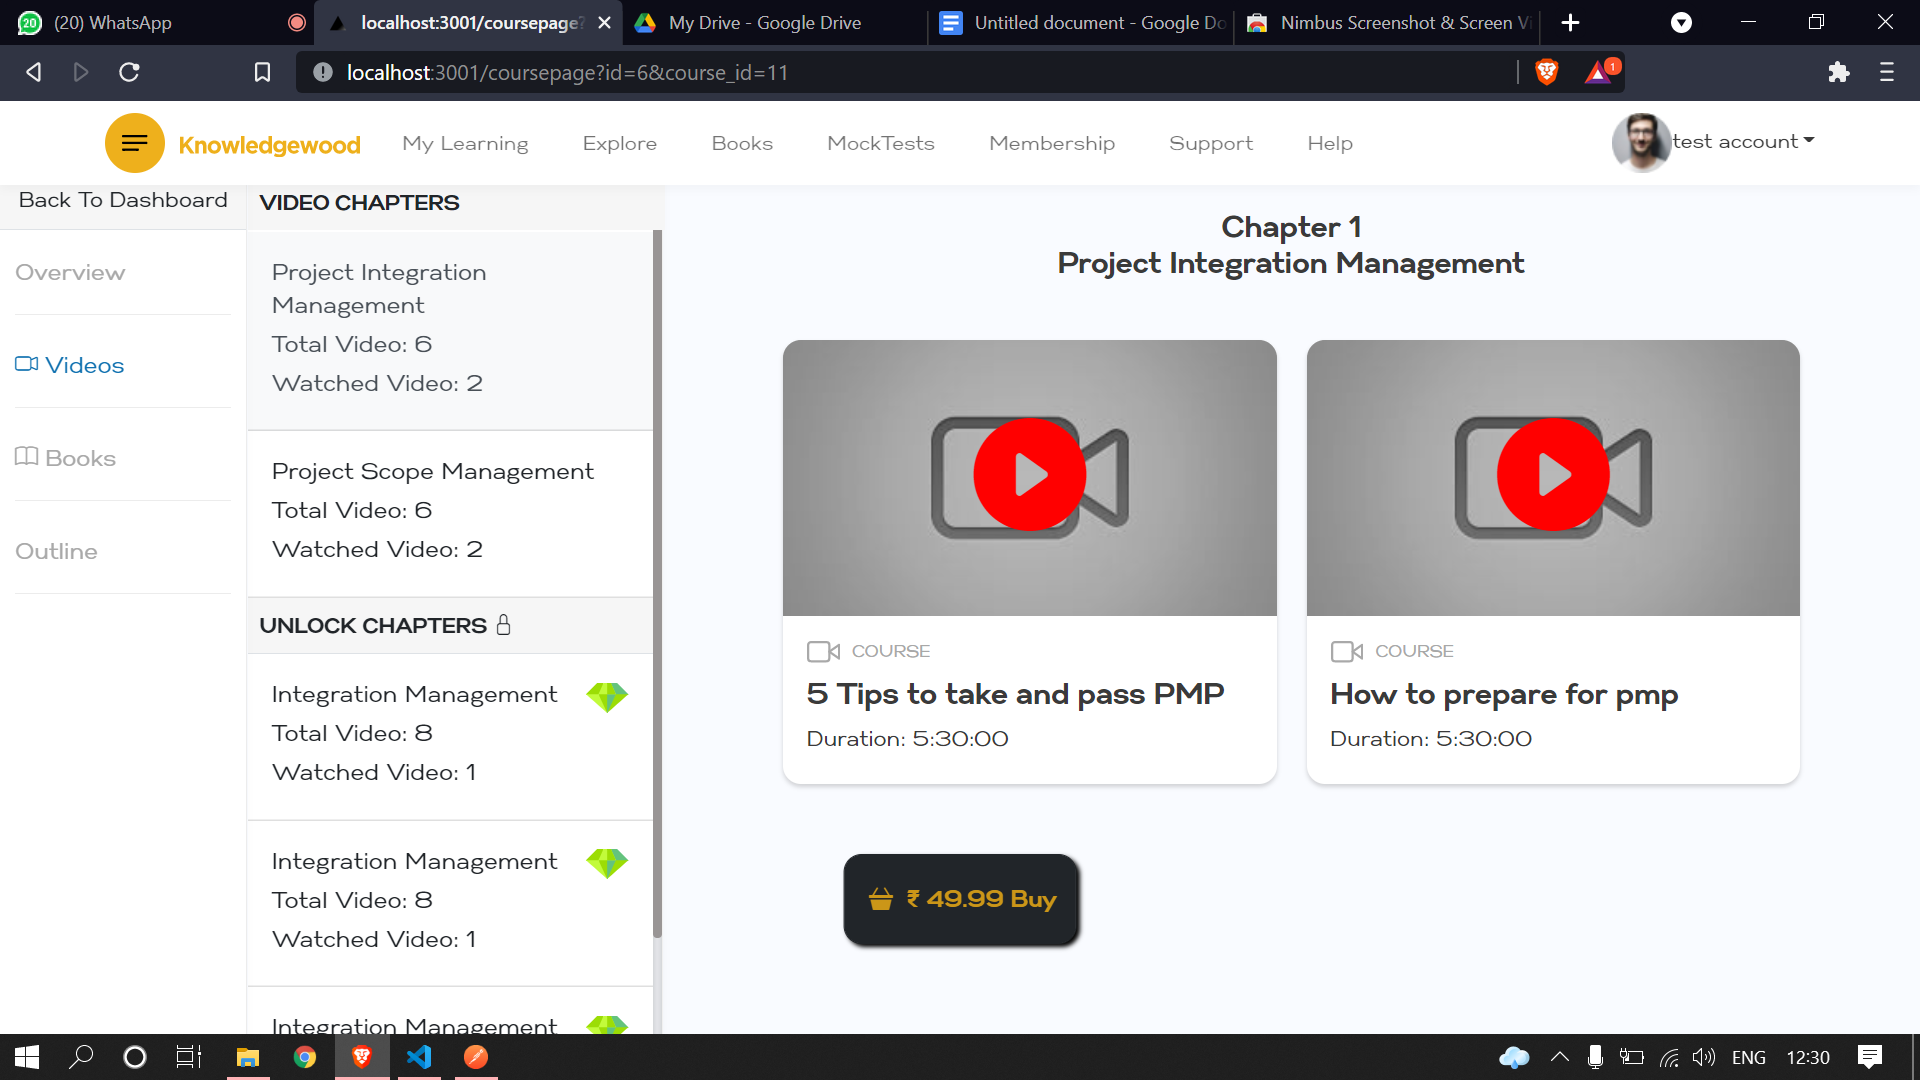 20
(20) WhatsApp
localhost:3001/coursepage?
My Drive - Google Drive
Untitled document - Google Do
Nimbus Screenshot & Screen Vi
localhost:3001/coursepage?id=6&course_id=11
1
Knowledgewood
My Learning
Explore
Books
MockTests
Membership
Support
Help
test account
Back To Dashboard
Overview
Videos
Books
Outline
VIDEO CHAPTERS
Project Integration
Management
Total Video: 6
Watched Video: 2
Project Scope Management
Total Video: 6
Watched Video: 2
UNLOCK CHAPTERS
Integration Management
Total Video: 8
Watched Video: 1
Integration Management
Total Video: 8
Watched Video: 1
Integration Management
Chapter 1
Project Integration Management
COURSE
5 Tips to take and pass PMP
Duration: 5:30:00
COURSE
How to prepare for pmp
Duration: 5:30:00
₹ 49.99 Buy
ENG
12:30